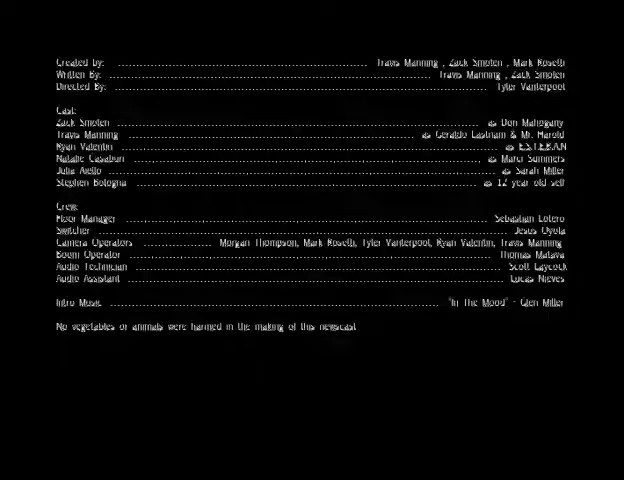 Created by: ........ Travis Manning , Zack Smolen , Mark Rosetti
Written By: ........ Travis Manning , Zack Smolen
Directed By: ........ Tyler Vanterpool
Cast:
Zack Smolen ........ as Don Mahogany
Travis Manning ........ as Geraldo Lastnam & Mr. Harold
Ryan Valentin ........ as E.S.T.E.B.A.N
Natalie Casaburi ........ as Marci Summers
Julia Aiello ........ as Sarah Miller
Stephen Bologna ........ as 12 year old self
Crew:
Floor Manager ........ Sebastian Lotero
Switcher ........ Jesus Oyola
Camera Operators ........ Morgan Thompson, Mark Rosetti, Tyler Vanterpool, Ryan Valentin, Travis Manning
Boom Operator ........ Thomas
Audio Technician ........ Scott Laycock
Audio Assistant ........ Lucas Nieves
Intro Music ........ "In The Mood" - Glen Miller
No vegetables or animals were harmed in the making of this newscast